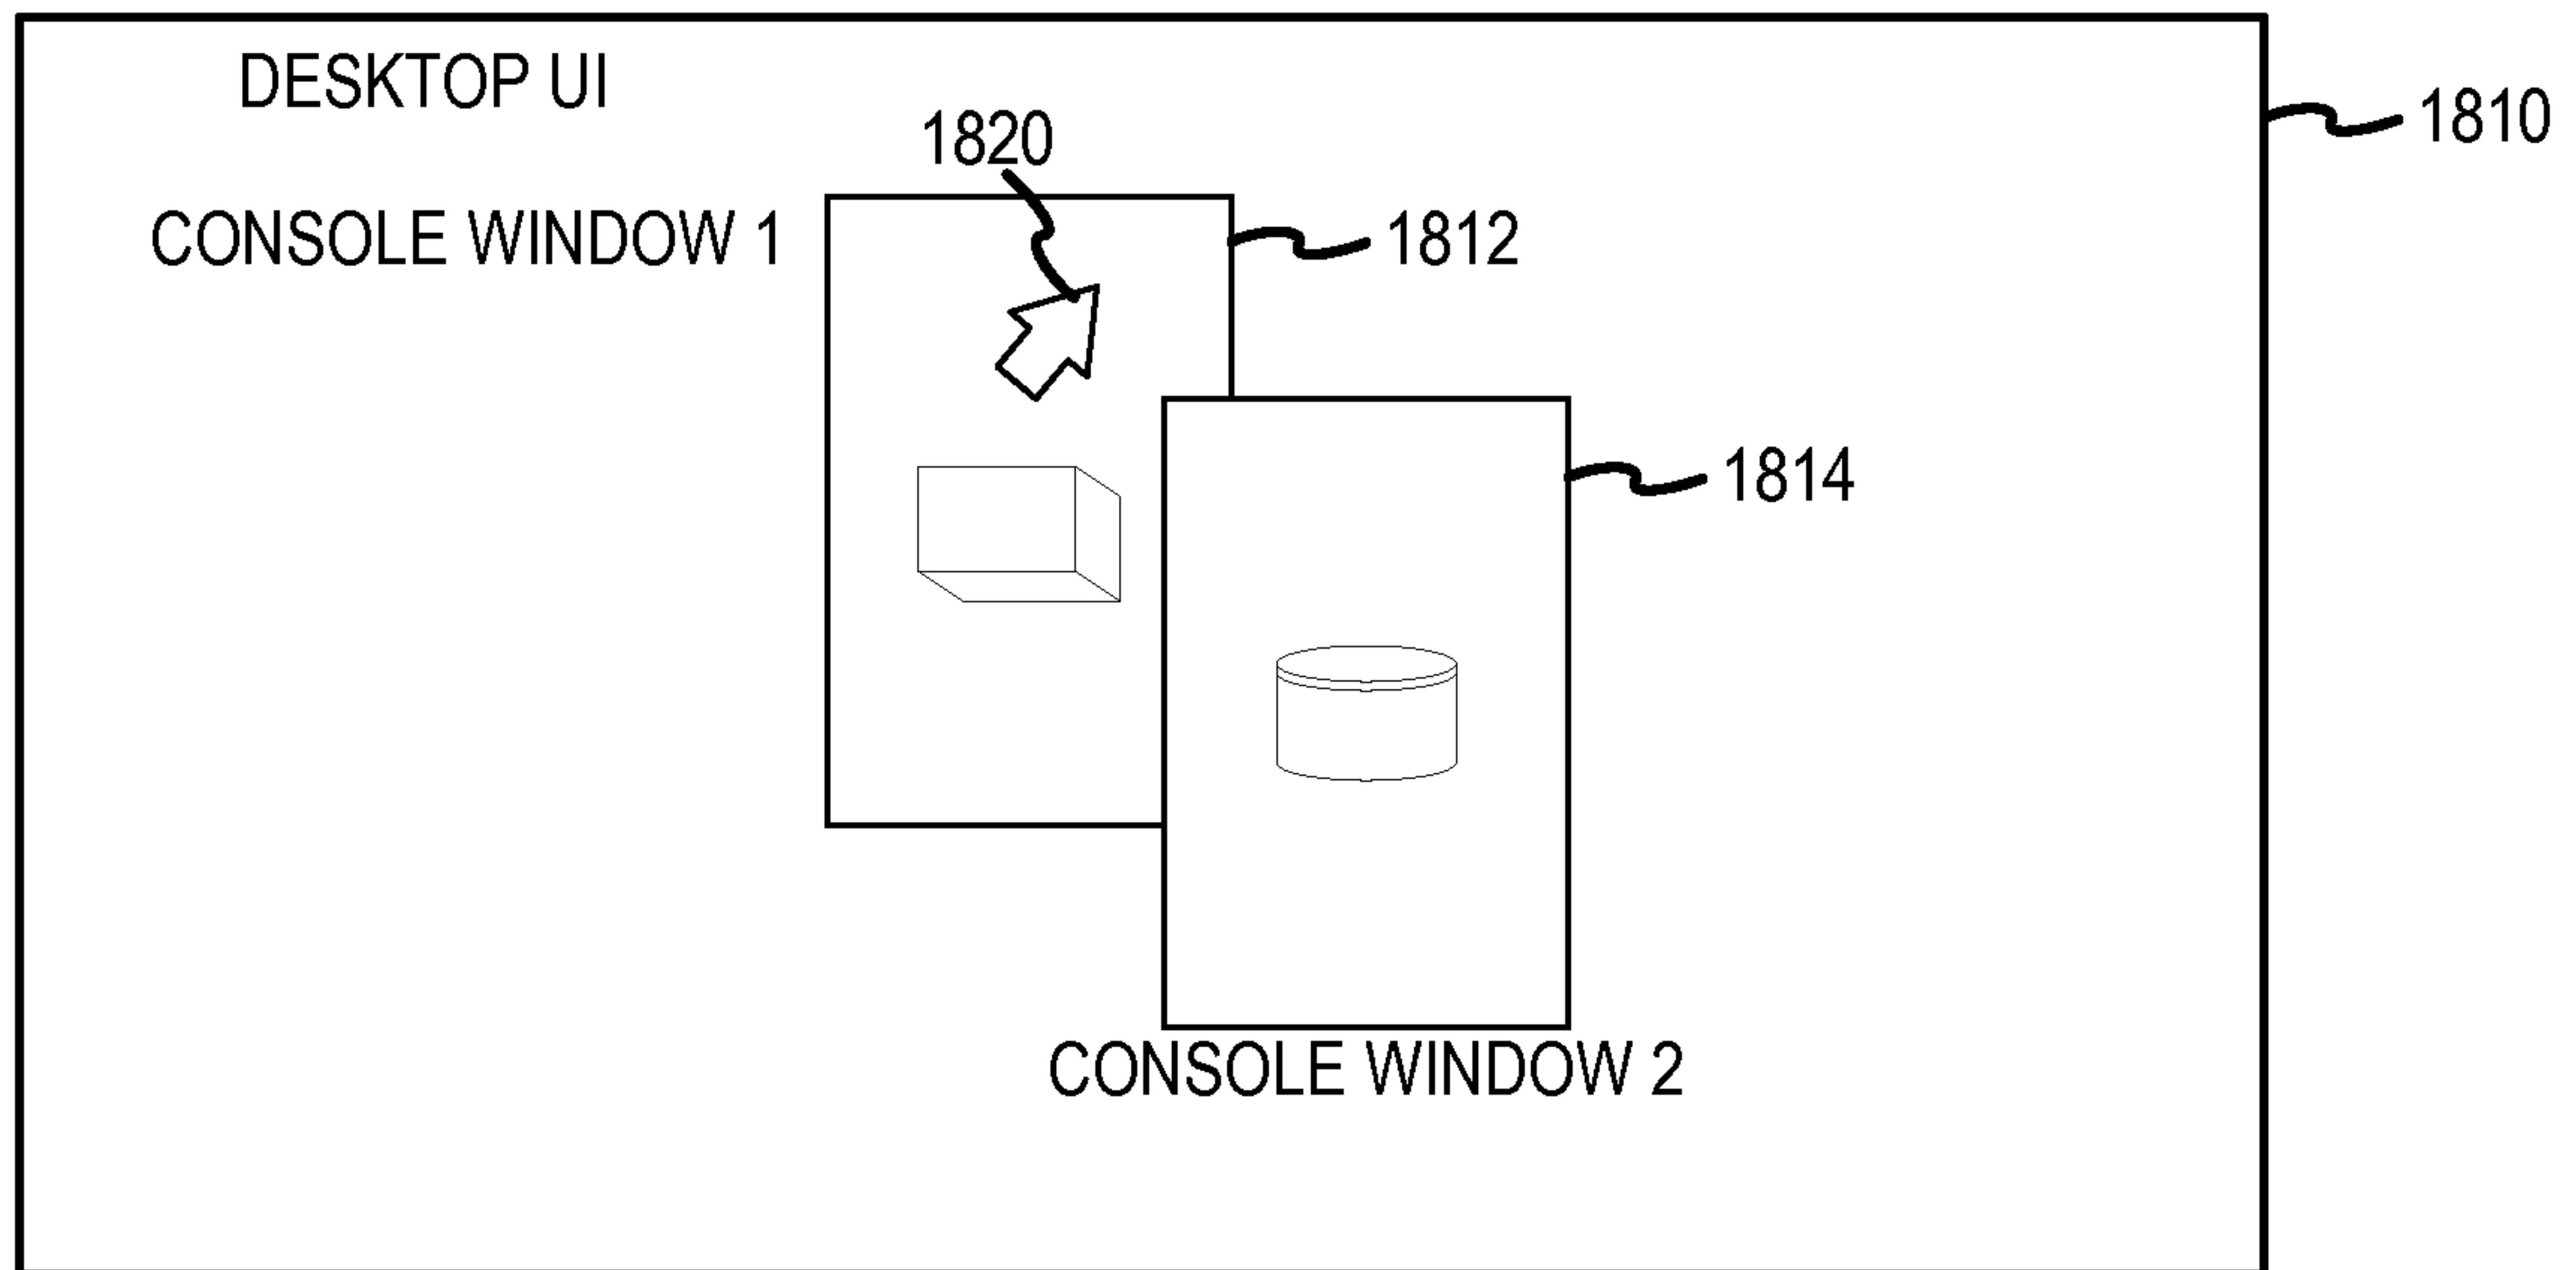 DESKTOP UI
1810
1820
CONSOLE WINDOW 1
1812
1814
CONSOLE WINDOW 2